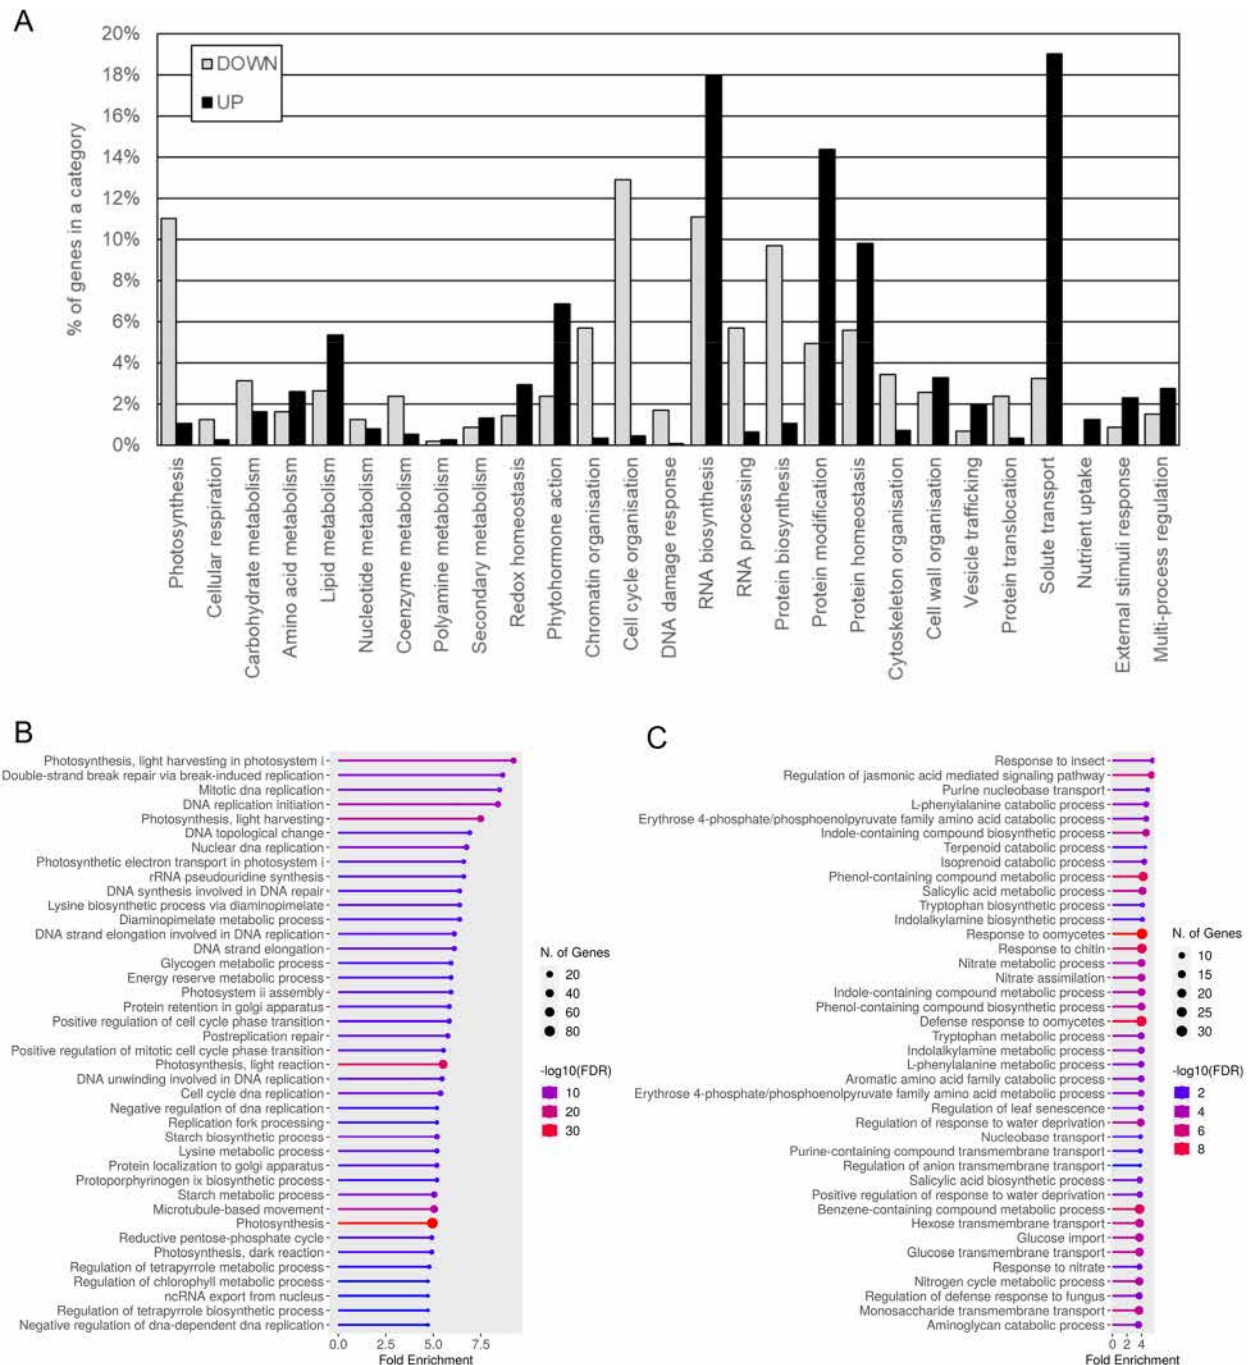 A
20%
18%
16%
14%
12%
10%
8%
6%
4%
2%
0%
% of genes in a category
DOWN
UP
Photosynthesis
Cellular respiration
Carbohydrate metabolism
Amino acid metabolism
Lipid metabolism
Nucleotide metabolism
Coenzyme metabolism
Polyamine metabolism
Secondary metabolism
Redox homeostasis
Phytohormone action
Chromatin organisation
Cell cycle organisation
DNA damage response
RNA biosynthesis
RNA processing
Protein biosynthesis
Protein modification
Protein homeostasis
Cytoskeleton organisation
Cell wall organisation
Vesicle trafficking
Protein translocation
Solute transport
Nutrient uptake
External stimuli response
Multi-process regulation
B
Photosynthesis, light harvesting in photosystem i
Double-strand break repair via break-induced replication
Mitotic dna replication
DNA replication initiation
Photosynthesis, light harvesting
DNA topological change
Nuclear dna replication
Photosynthetic electron transport in photosystem i
rRNA pseudouridine synthesis
DNA synthesis involved in DNA repair
Lysine biosynthetic process via diaminopimelate
Diaminopimelate metabolic process
DNA strand elongation involved in DNA replication
DNA strand elongation
Glycogen metabolic process
Energy reserve metabolic process
Photosystem ii assembly
Protein retention in golgi apparatus
Positive regulation of cell cycle phase transition
Postreplication repair
Positive regulation of mitotic cell cycle phase transition
Photosynthesis, light reaction
DNA unwinding involved in DNA replication
Cell cycle dna replication
Negative regulation of dna replication
Replication fork processing
Starch biosynthetic process
Lysine metabolic process
Protein localization to golgi apparatus
Protoporphyrinogen ix biosynthetic process
Starch metabolic process
Microtubule-based movement
Photosynthesis
Reductive pentose-phosphate cycle
Photosynthesis, dark reaction
Regulation of tetrapyrrole metabolic process
Regulation of chlorophyll metabolic process
ncRNA export from nucleus
Regulation of tetrapyrrole biosynthetic process
Negative regulation of dna-dependent dna replication
0.0 2.5 5.0 7.5
Fold Enrichment
N. of Genes
20
40
60
80
-log10(FDR)
10
20
30
C
Response to insect
Regulation of jasmonic acid mediated signaling pathway
Purine nucleobase transport
L-phenylalanine catabolic process
Erythrose 4-phosphate/phosphoenolpyruvate family amino acid catabolic process
Indole-containing compound biosynthetic process
Terpenoid catabolic process
Isoprenoid catabolic process
Phenol-containing compound metabolic process
Salicylic acid metabolic process
Tryptophan biosynthetic process
Indolalkylamine biosynthetic process
Response to oomycetes
Response to chitin
Nitrate metabolic process
Nitrate assimilation
Indole-containing compound metabolic process
Phenol-containing compound biosynthetic process
Defense response to oomycetes
Tryptophan metabolic process
Indolalkylamine metabolic process
L-phenylalanine metabolic process
Aromatic amino acid family catabolic process
Erythrose 4-phosphate/phosphoenolpyruvate family amino acid metabolic process
Regulation of leaf senescence
Regulation of response to water deprivation
Nucleobase transport
Purine-containing compound transmembrane transport
Regulation of anion transmembrane transport
Salicylic acid biosynthetic process
Positive regulation of response to water deprivation
Benzene-containing compound metabolic process
Hexose transmembrane transport
Glucose import
Glucose transmembrane transport
Response to nitrate
Nitrogen cycle metabolic process
Regulation of defense response to fungus
Monosaccharide transmembrane transport
Aminoglycan catabolic process
0 2 4
Fold Enrichment
N. of Genes
10
15
20
25
30
-log10(FDR)
2
4
6
8